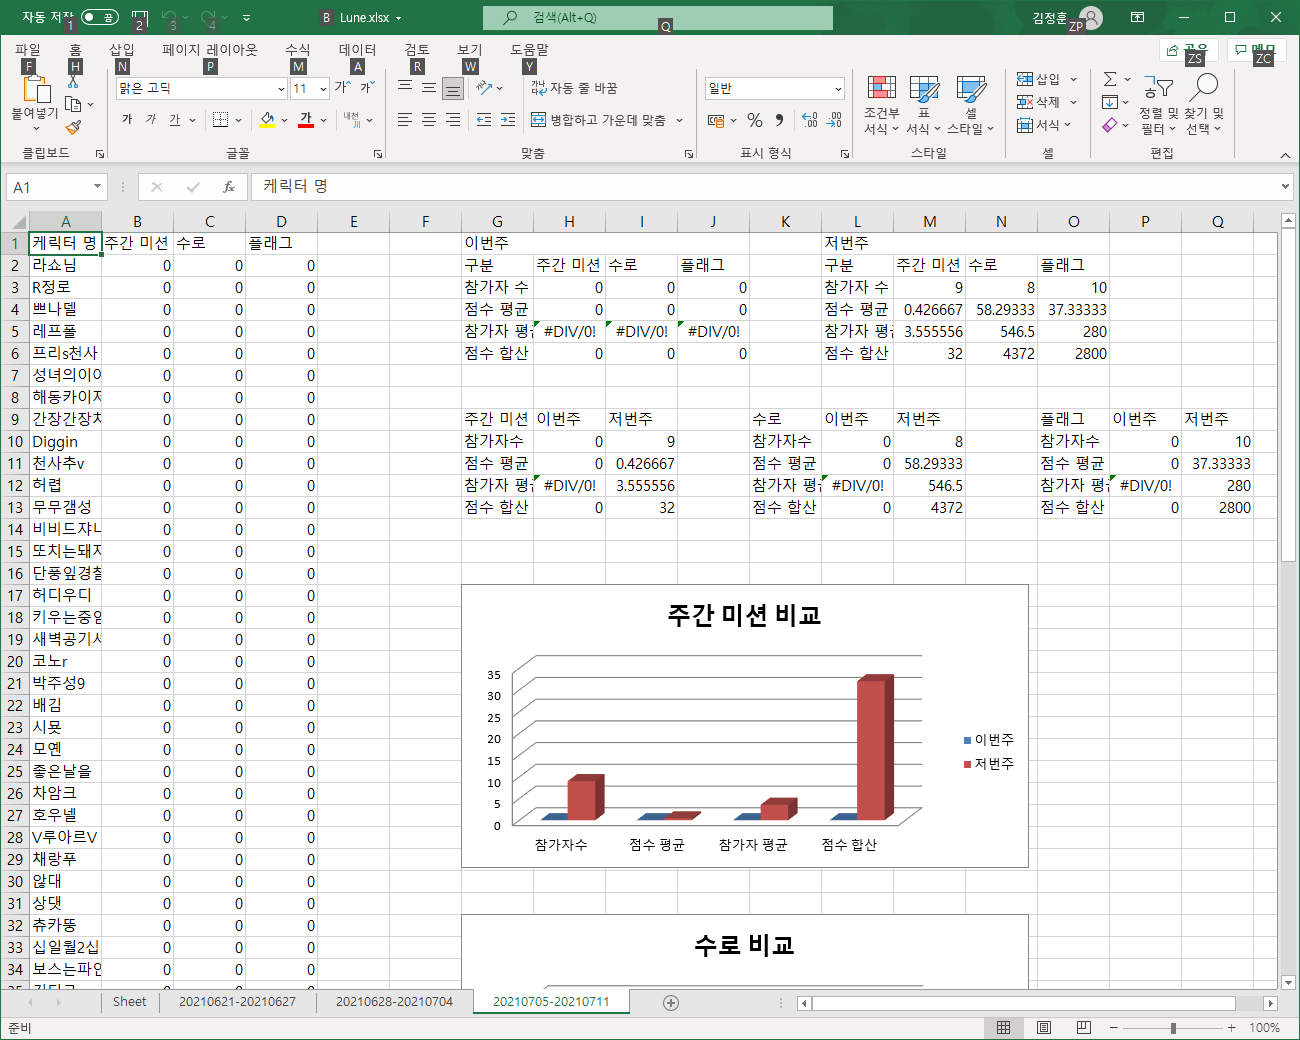 자동 저장
Lune.xlsx
검색(Alt+Q)
김정훈
1 2 3 4 B Q ZP
파일 홈 삽입 페이지 레이아웃 수식 데이터 검토 보기 도움말 공유 메모
F H N P M A R W Y ZS ZC
붙여넣기
맑은 고딕 11 가 가
가 가 가 가 내천
자동 줄 바꿈
병합하고 가운데 맞춤
일반
% 9
조건부 서식
표 서식
셀 스타일
삽입
삭제
서식
정렬 및 필터
찾기 및 선택
클립보드 글꼴 맞춤 표시 형식 스타일 셀 편집
A1 fx 케릭터 명
A B C D E F G H I J K L M N O P Q
1 케릭터 명 주간 미션 수로 플래그 이번주 저번주
2 라쇼님 0 0 0 구분 주간 미션 수로 플래그 구분 주간 미션 수로 플래그
3 R정로 0 0 0 참가자 수 0 0 0 참가자 수 9 8 10
4 쁘나델 0 0 0 점수 평균 0 0 0 점수 평균 0.426667 58.29333 37.33333
5 레프폴 0 0 0 참가자 평균 #DIV/0! #DIV/0! #DIV/0! 참가자 평균 3.555556 546.5 280
6 프리s천사 0 0 0 점수 합산 0 0 0 점수 합산 32 4372 2800
7 성녀의이야 0 0 0
8 해동카이저 0 0 0
9 간장간장치 0 0 0 주간 미션 이번주 저번주 수로 이번주 저번주 플래그 이번주 저번주
10 Diggin 0 0 0 참가자수 0 9 참가자수 0 8 참가자수 0 10
11 천사추v 0 0 0 점수 평균 0 0.426667 점수 평균 0 58.29333 점수 평균 0 37.33333
12 허렵 0 0 0 참가자 평균 #DIV/0! 3.555556 참가자 평균 #DIV/0! 546.5 참가자 평균 #DIV/0! 280
13 무무갬성 0 0 0 점수 합산 0 32 점수 합산 0 4372 점수 합산 0 2800
14 비비드쟈니 0 0 0
15 또치는돼지 0 0 0
16 단풍잎경찰 0 0 0
17 허디우디 0 0 0
18 키우는중임 0 0 0
19 새벽공기서 0 0 0
20 코노r 0 0 0
21 박주성9 0 0 0
22 배김 0 0 0
23 시푯 0 0 0
24 모옌 0 0 0
25 좋은날을 0 0 0
26 차암크 0 0 0
27 호우넬 0 0 0
28 V루아르V 0 0 0
29 채랑푸 0 0 0
30 않대 0 0 0
31 상댓 0 0 0
32 츄카뚱 0 0 0
33 십일월2십 0 0 0
34 보스는파인 0 0 0
주간 미션 비교
35
30
25
20
15
10
5
0
참가자수 점수 평균 참가자 평균 점수 합산
이번주
저번주
수로 비교
Sheet 20210621-20210627 20210628-20210704 20210705-20210711
준비 100%